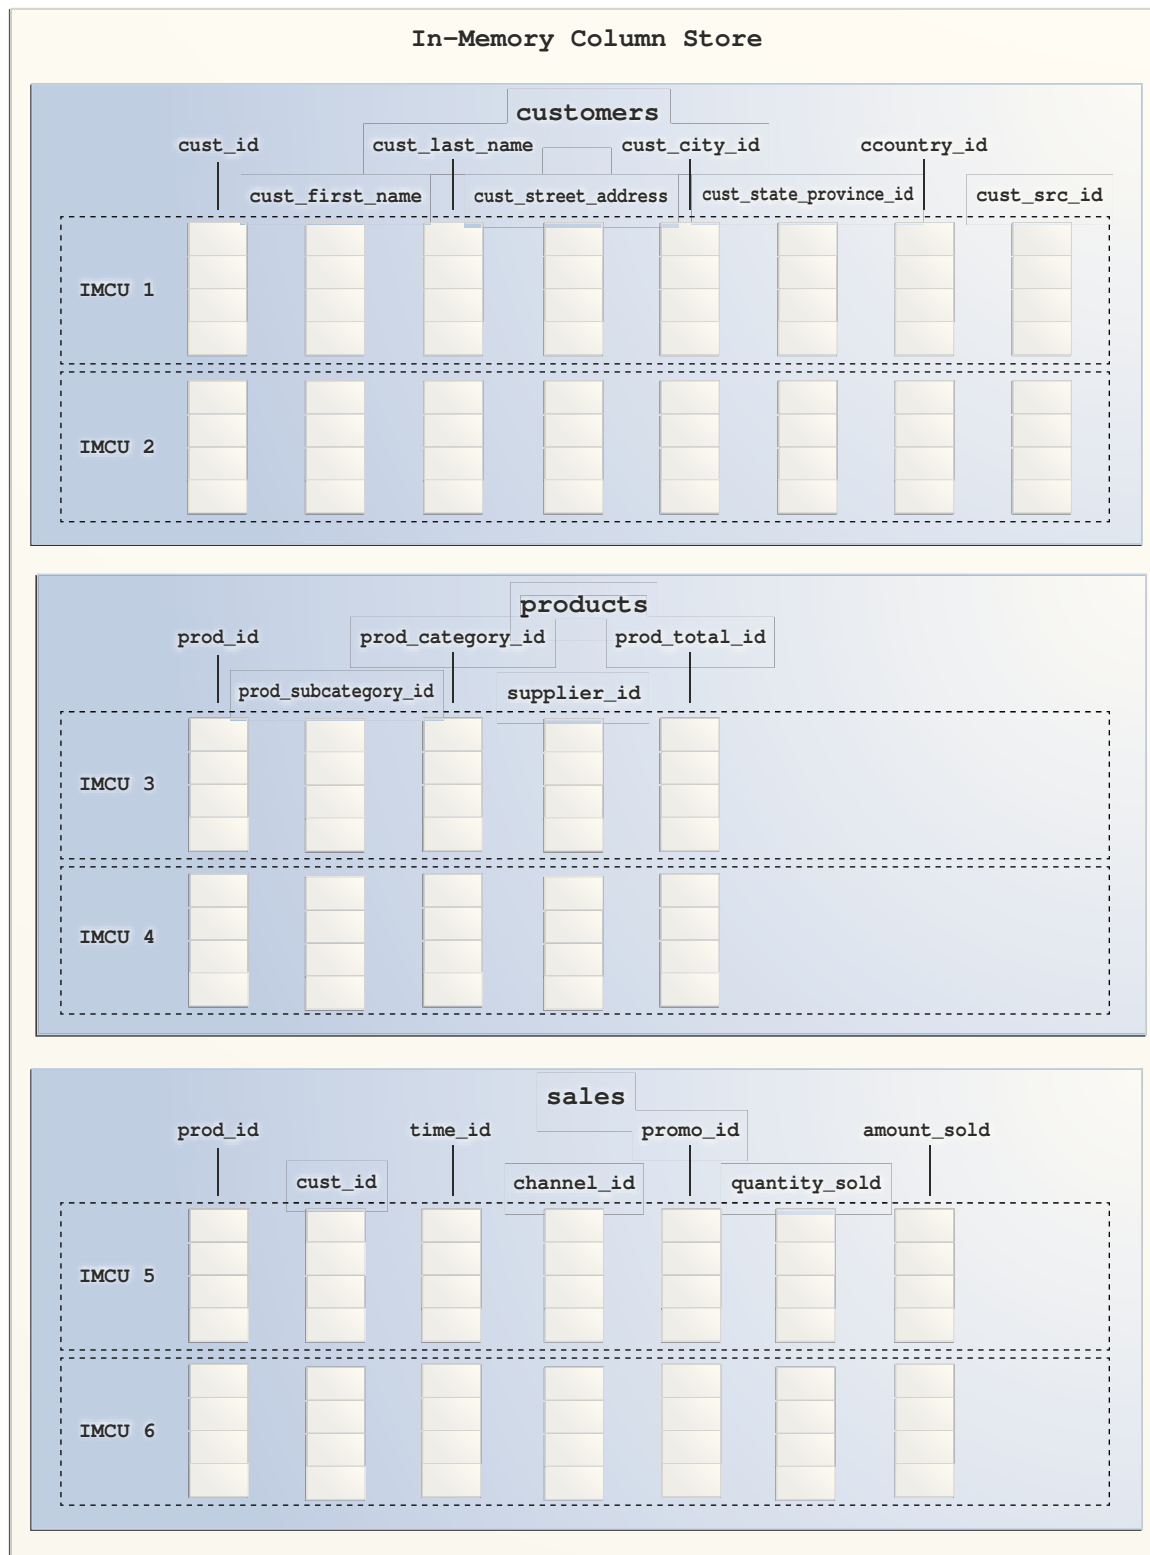 In-Memory Column Store
customers
cust_id cust_last_name cust_city_id ccountry_id
cust_first_name cust_street_address cust_state_province_id cust_src_id
IMCU 1
IMCU 2
products
prod_id prod_category_id prod_total_id
prod_subcategory_id supplier_id
IMCU 3
IMCU 4
sales
prod_id time_id promo_id amount_sold
cust_id channel_id quantity_sold
IMCU 5
IMCU 6